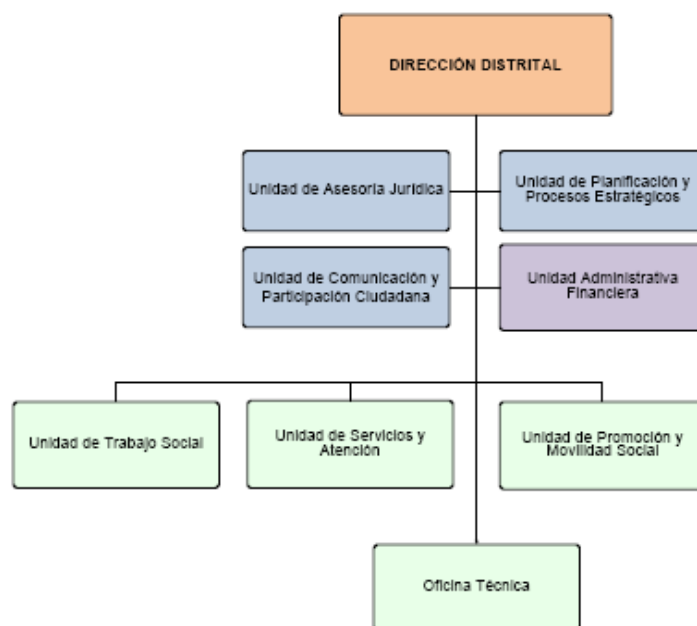 DIRECCIÓN DISTRITAL
Unidad de Asesoría Jurídica
Unidad de Planificación y
Procesos Estratégicos
Unidad de Comunicación y
Participación Ciudadana
Unidad Administrativa
Financiera
Unidad de Trabajo Social
Unidad de Servicios y
Atención
Unidad de Promoción y
Movilidad Social
Oficina Técnica